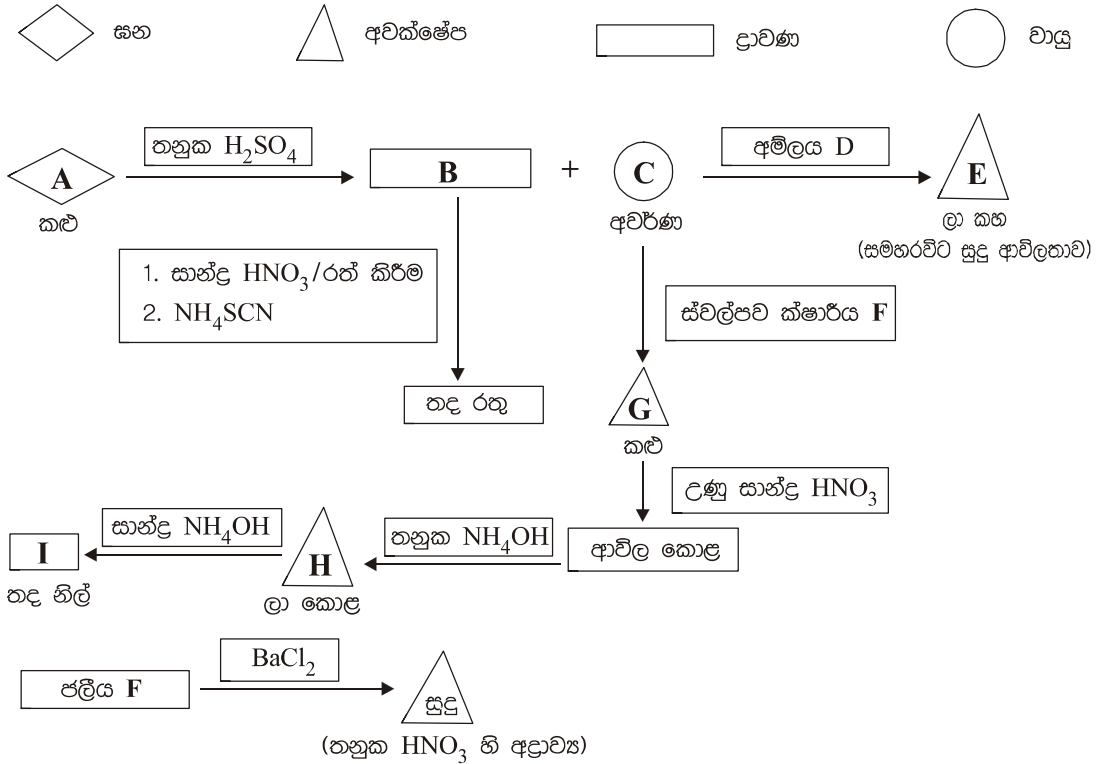 ඝන
අවක්ෂේප
ද්‍රාවණ
වායු
තනුක H₂SO₄
අම්ලය D
A
B
+
C
E
කළු
අවර්ණ
ලා කහ
(සමහරවිට සුදු ආවිලතාව)
1. සාන්ද්‍ර HNO₃/රත් කිරීම
2. NH₄SCN
ස්වල්පව ක්ෂාරීය F
තද රතු
G
කළු
උණු සාන්ද්‍ර HNO₃
සාන්ද්‍ර NH₄OH
තනුක NH₄OH
I
H
ආවිල කොළ
තද නිල්
ලා කොළ
BaCl₂
ජලීය F
සුදු
(තනුක HNO₃ හි අද්‍රාව්‍ය)